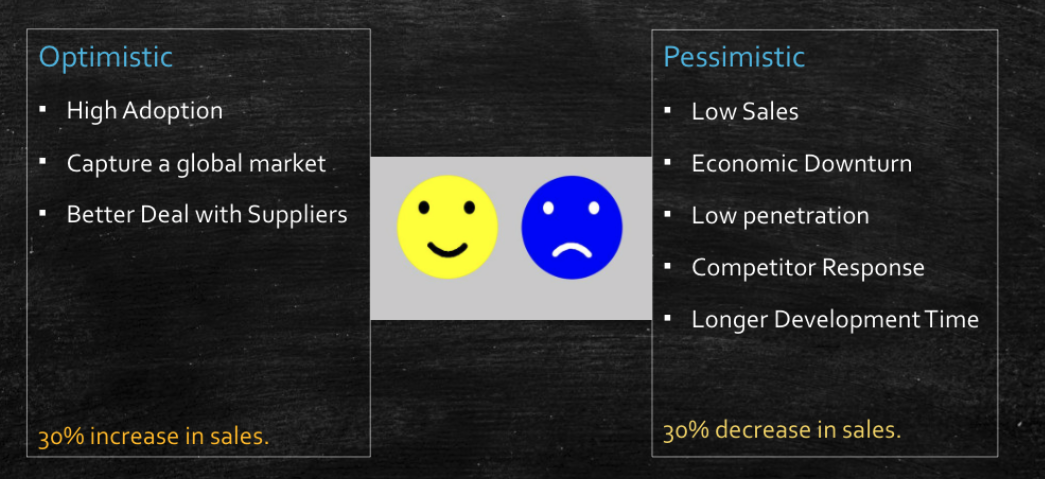 Optimistic
▪ High Adoption
▪ Capture a global market
▪ Better Deal with Suppliers
30% increase in sales.
Pessimistic
▪ Low Sales
▪ Economic Downturn
▪ Low penetration
▪ Competitor Response
▪ Longer Development Time
30% decrease in sales.